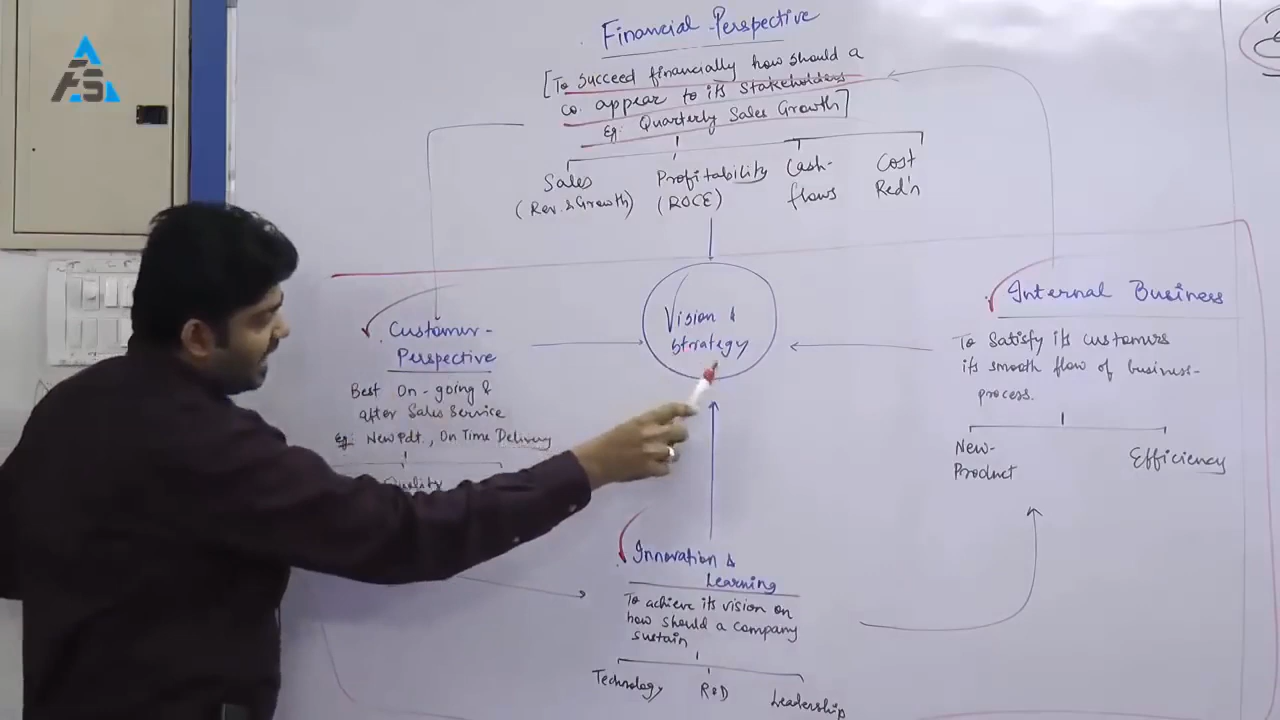 FS
Financial Perspective
[To succeed financially how should a
co. appear to its stakeholders
Eg: Quarterly Sales Growth]
Sales
(Rev. & Growth)
Profitability
(ROCE)
Cash-
flows
Cost
Red'n
Vision &
Strategy
Customer-
Perspective
Best On-going &
after Sales Service
Eg: New Pdt., On Time Delivery
Quality
Internal Business
To Satisfy its customers
its smooth flow of business-
process.
New-
Product
Efficiency
Innovation &
Learning
To achieve its vision on
how should a company
sustain
Technology
R&D
Leadership